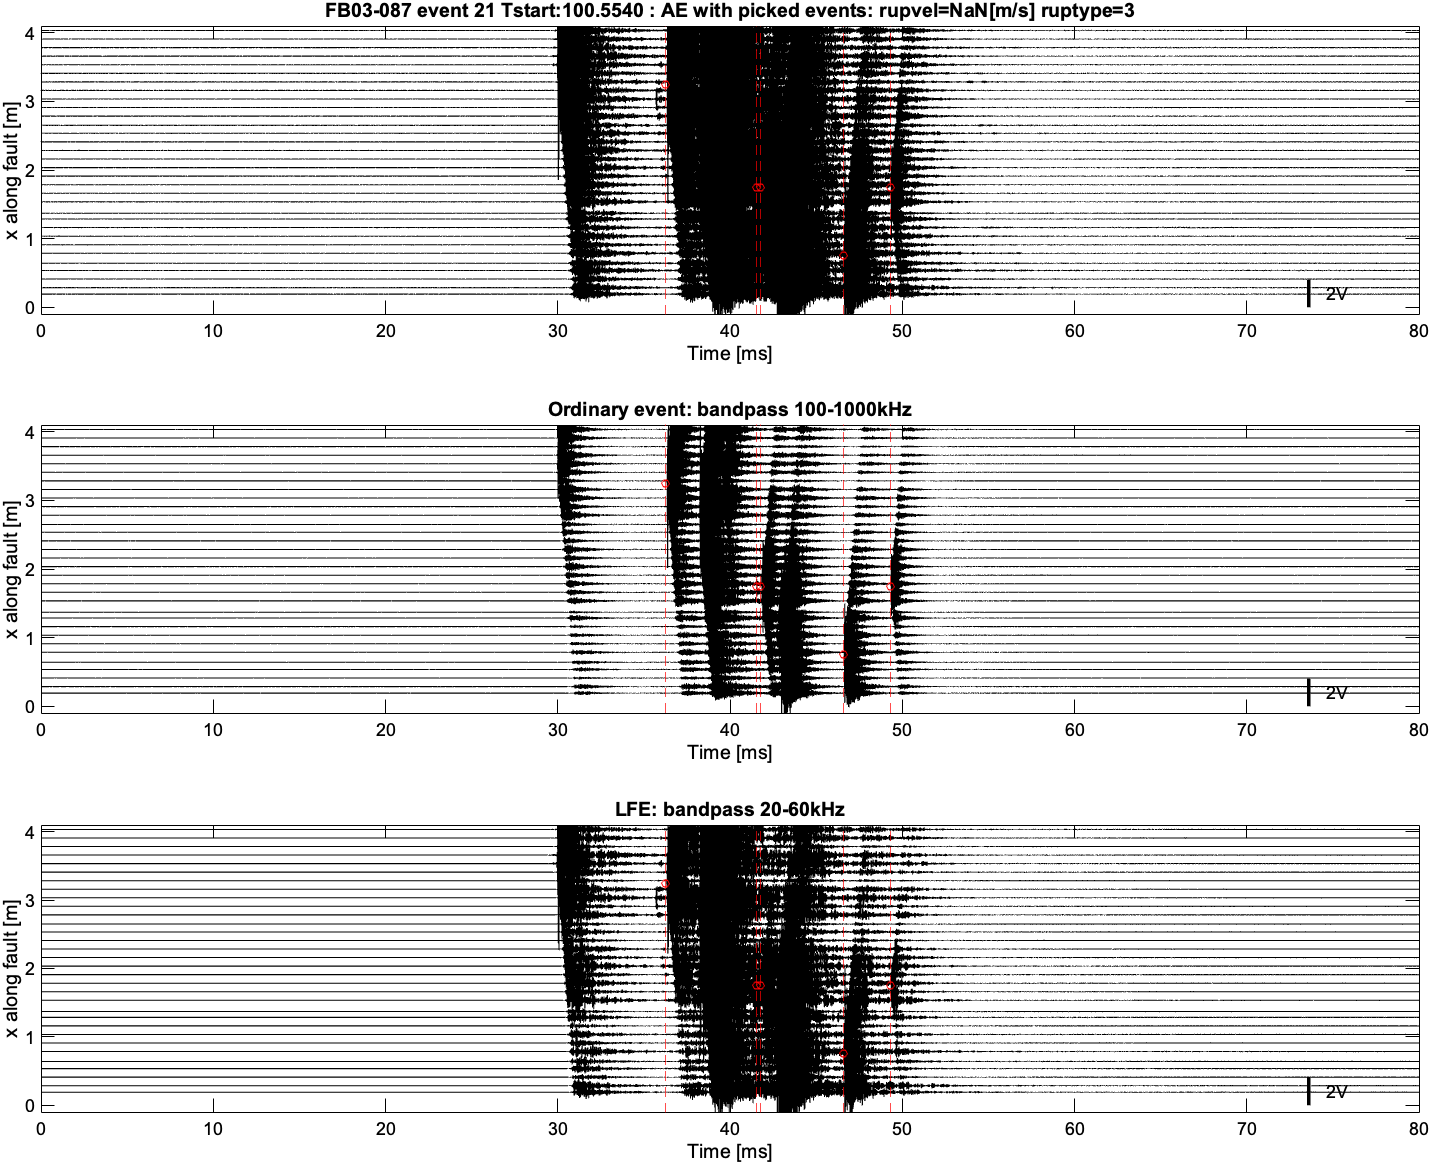 FB03-087 event 21 Tstart:100.5540 : AE with picked events: rupvel=NaN[m/s] ruptype=3
x along fault [m]
4
3
2
1
0
2V
0 10 20 30 40 50 60 70 80
Time [ms]
Ordinary event: bandpass 100-1000kHz
x along fault [m]
4
3
2
1
0
2V
0 10 20 30 40 50 60 70 80
Time [ms]
LFE: bandpass 20-60kHz
x along fault [m]
4
3
2
1
0
2V
0 10 20 30 40 50 60 70 80
Time [ms]